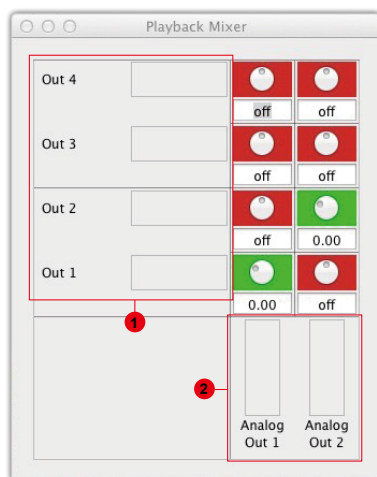 Playback Mixer
Out 4
off off
Out 3
off off
Out 2
off 0.00
Out 1
0.00 off
1
2
Analog Out 1
Analog Out 2